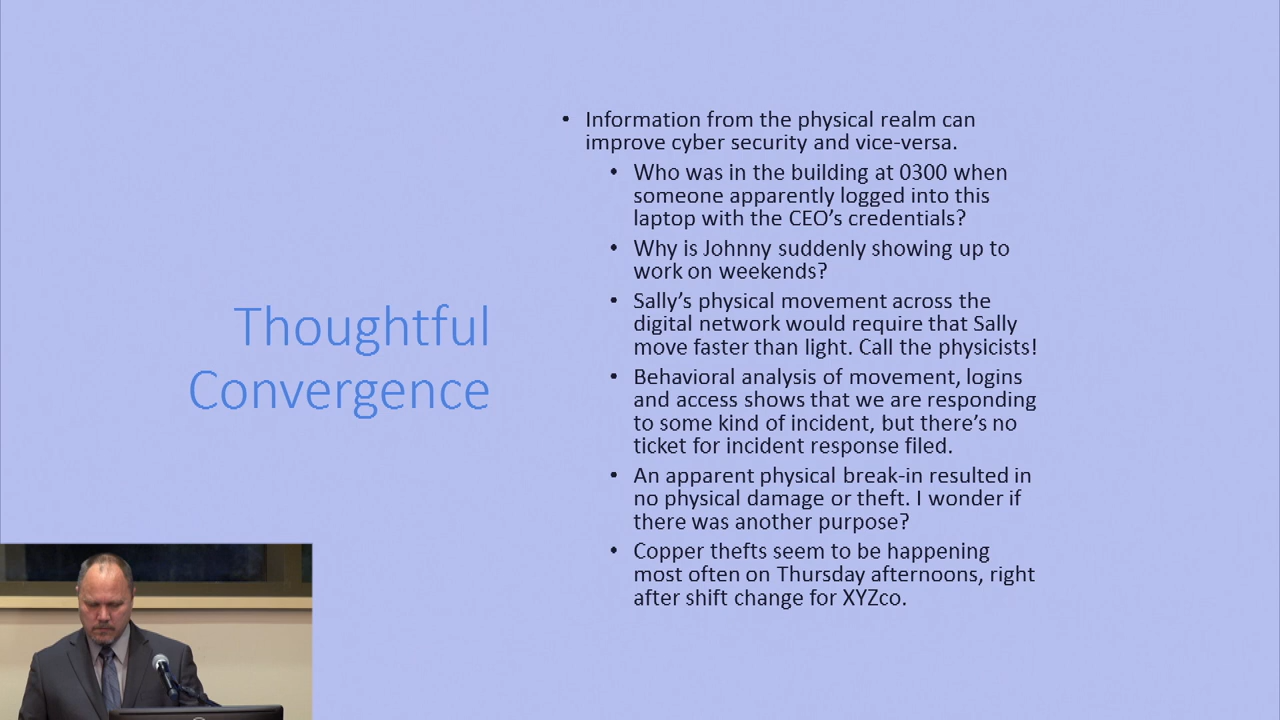 Thoughtful
Convergence
• Information from the physical realm can
improve cyber security and vice-versa.
• Who was in the building at 0300 when
someone apparently logged into this
laptop with the CEO’s credentials?
• Why is Johnny suddenly showing up to
work on weekends?
• Sally’s physical movement across the
digital network would require that Sally
move faster than light. Call the physicists!
• Behavioral analysis of movement, logins
and access shows that we are responding
to some kind of incident, but there’s no
ticket for incident response filed.
• An apparent physical break-in resulted in
no physical damage or theft. I wonder if
there was another purpose?
• Copper thefts seem to be happening
most often on Thursday afternoons, right
after shift change for XYZco.